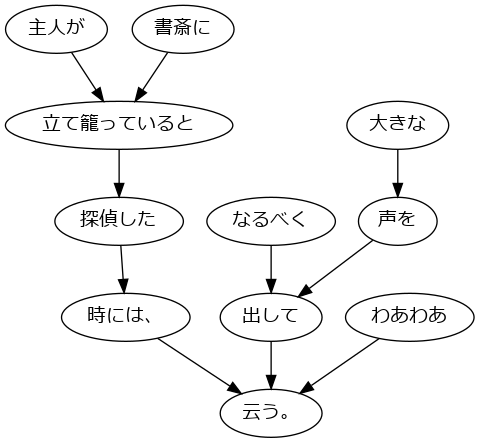 主人が 書斎に
立て籠っていると 大きな
探偵した なるべく 声を
時には、 出して わあわあ
云う。